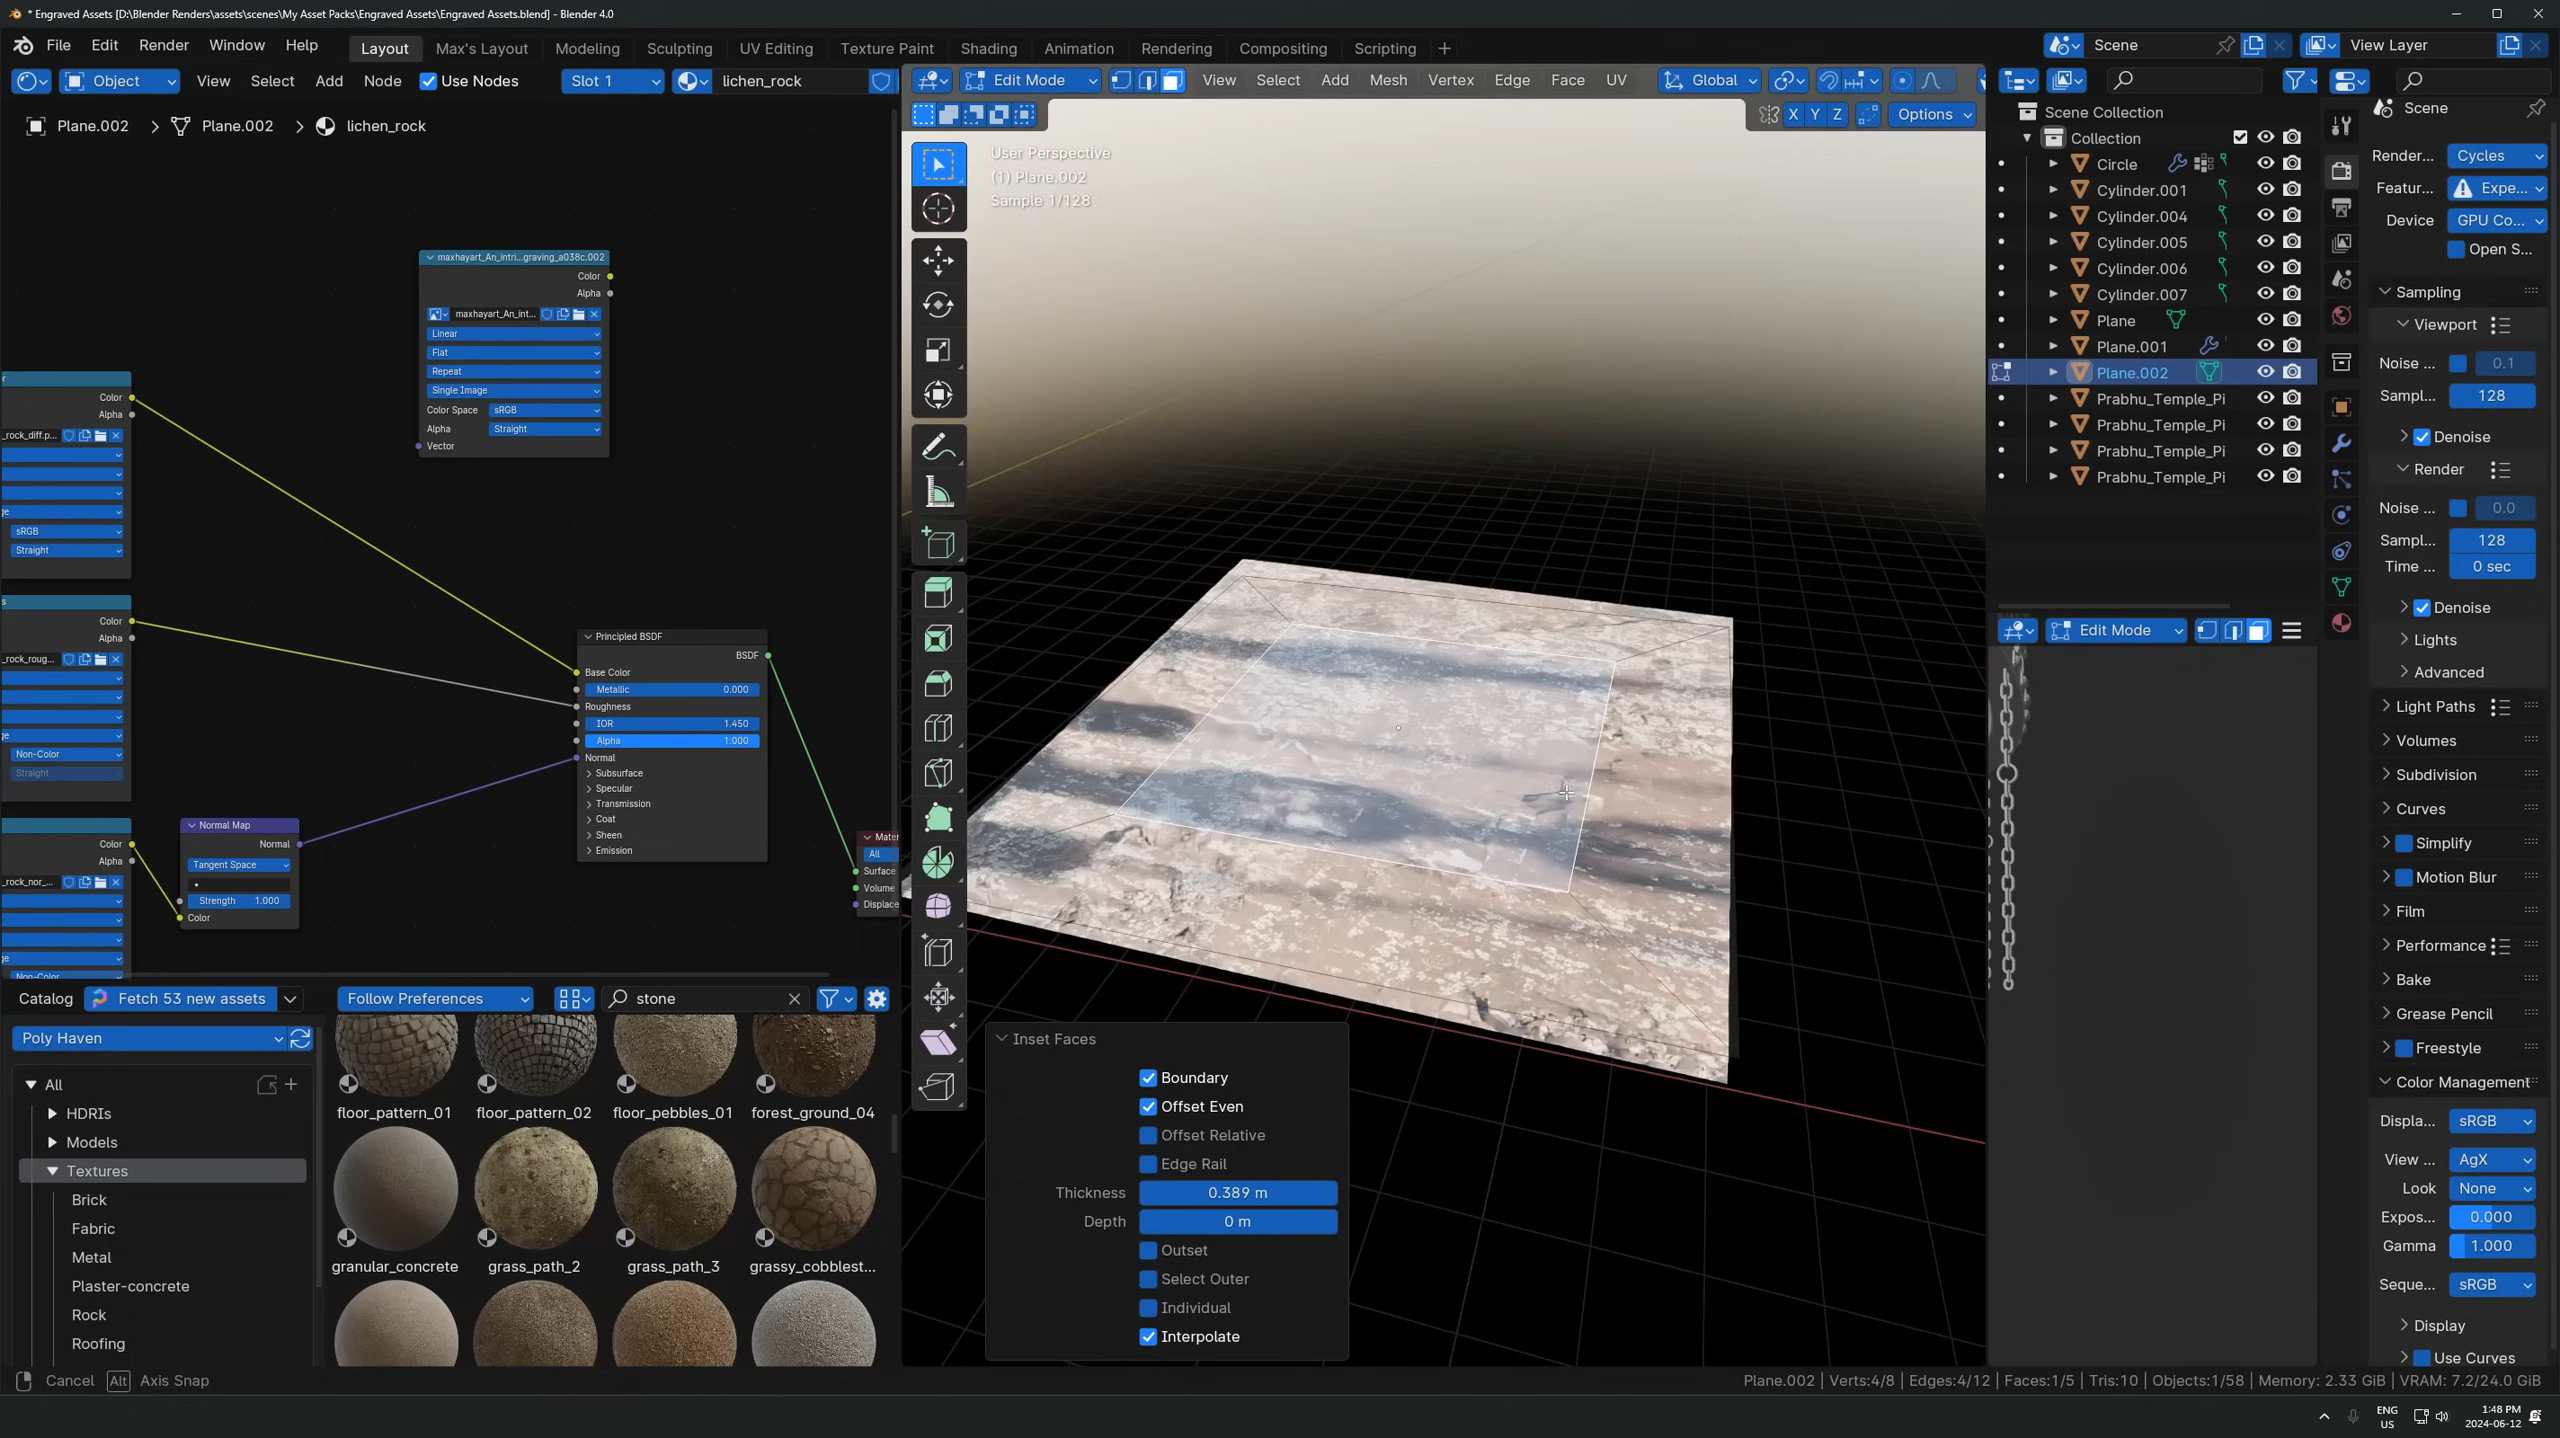 * Engraved Assets [D:\Blender Renders\assets\scenes\My Asset Packs\Engraved Assets\Engraved Assets.blend] - Blender 4.0
File Edit Render Window Help Layout Max's Layout Modeling Sculpting UV Editing Texture Paint Shading Animation Rendering Compositing Scripting + Scene View Layer
Object View Select Add Node Use Nodes Slot 1 lichen_rock
Plane.002 > Plane.002 > lichen_rock
maxhayart_An_intri...graving_a038c.002
Color
Alpha
maxhayart_An_int...
Linear
Flat
Repeat
Single Image
Color Space sRGB
Alpha Straight
Vector
Color
Alpha
_rock_diff.p...
sRGB
Straight
Color
Alpha
_rock_roug...
Non-Color
Straight
Color
Alpha
_rock_nor_...
Non-Color
Normal Map
Normal
Tangent Space
Strength 1.000
Color
Principled BSDF
BSDF
Base Color
Metallic 0.000
Roughness
IOR 1.450
Alpha 1.000
Normal
Subsurface
Specular
Transmission
Coat
Sheen
Emission
Mater
All
Surface
Volume
Displace
Catalog Fetch 53 new assets Follow Preferences stone
Poly Haven
All
HDRIs
Models
Textures
Brick
Fabric
Metal
Plaster-concrete
Rock
Roofing
floor_pattern_01 floor_pattern_02 floor_pebbles_01 forest_ground_04
granular_concrete grass_path_2 grass_path_3 grassy_cobblest...
Edit Mode View Select Add Mesh Vertex Edge Face UV Global
X Y Z Options
User Perspective
(1) Plane.002
Sample 1/128
Inset Faces
Boundary
Offset Even
Offset Relative
Edge Rail
Thickness 0.389 m
Depth 0 m
Outset
Select Outer
Individual
Interpolate
Scene Collection
Collection
Circle
Cylinder.001
Cylinder.004
Cylinder.005
Cylinder.006
Cylinder.007
Plane
Plane.001
Plane.002
Prabhu_Temple_Pi
Prabhu_Temple_Pi
Prabhu_Temple_Pi
Prabhu_Temple_Pi
Edit Mode
Scene
Render... Cycles
Featur... Expe...
Device GPU Co...
Open S...
Sampling
Viewport
Noise ... 0.1
Sampl... 128
Denoise
Render
Noise ... 0.0
Sampl... 128
Time ... 0 sec
Denoise
Lights
Advanced
Light Paths
Volumes
Subdivision
Curves
Simplify
Motion Blur
Film
Performance
Bake
Grease Pencil
Freestyle
Color Management
Displa... sRGB
View ... AgX
Look None
Expos... 0.000
Gamma 1.000
Seque... sRGB
Display
Use Curves
Cancel Alt Axis Snap
Plane.002 | Verts:4/8 | Edges:4/12 | Faces:1/5 | Tris:10 | Objects:1/58 | Memory: 2.33 GiB | VRAM: 7.2/24.0 GiB
ENG
US
1:48 PM
2024-06-12